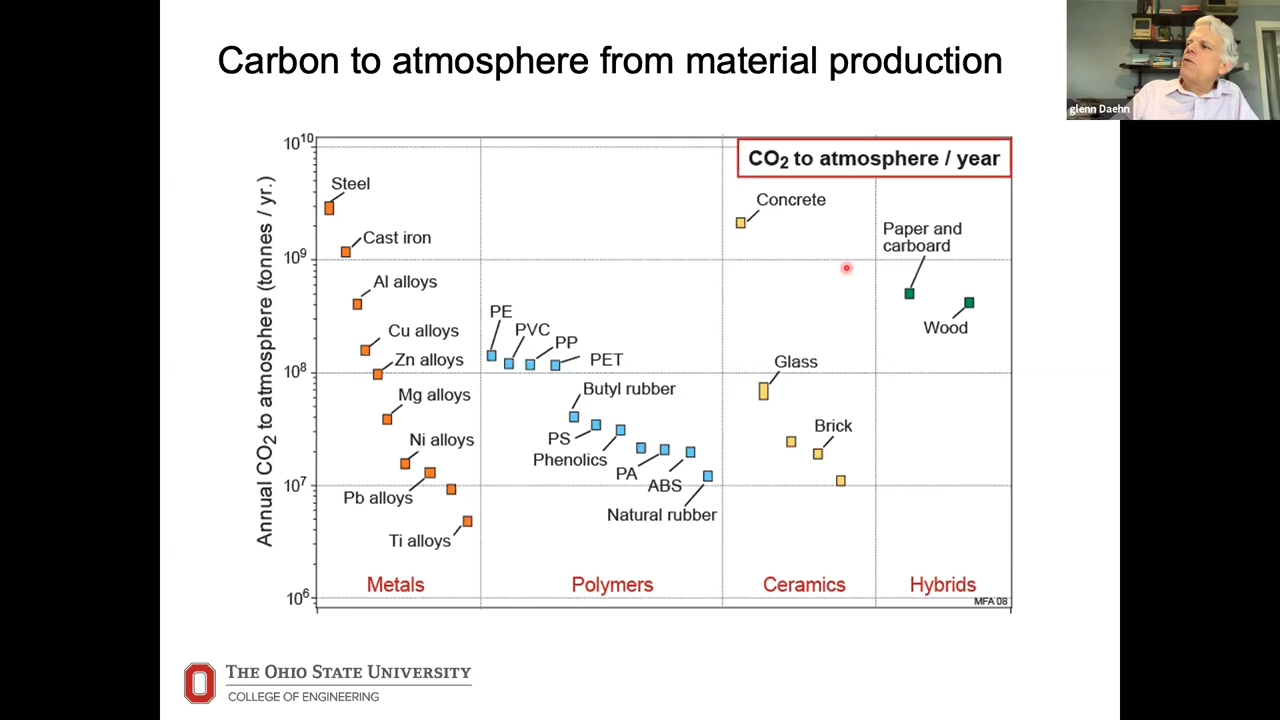 Carbon to atmosphere from material production
glenn Daehn
CO2 to atmosphere / year
Annual CO2 to atmosphere (tonnes / yr.)
10^10
10^9
10^8
10^7
10^6
Steel
Cast iron
Al alloys
Cu alloys
Zn alloys
Mg alloys
Ni alloys
Pb alloys
Ti alloys
PE
PVC
PP
PET
Butyl rubber
PS
Phenolics
PA
ABS
Natural rubber
Concrete
Glass
Brick
Paper and
carboard
Wood
Metals
Polymers
Ceramics
Hybrids
MFA 08
THE OHIO STATE UNIVERSITY
COLLEGE OF ENGINEERING